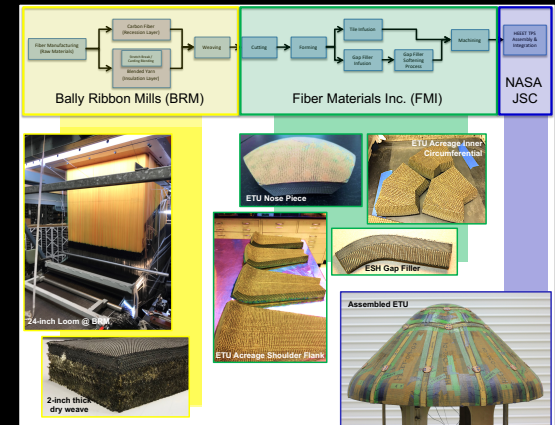 Fiber Manufacturing
(Raw Materials)
Carbon Fiber
(Recession Layer)
Blended Yarn
(Insulation Layer)
Weaving
Cutting
Forming
Tile Infusion
Gap Filler
Infusion
Gap Filler
Softening
Process
Machining
HEEET TPS
Assembly &
Integration
Bally Ribbon Mills (BRM)
Fiber Materials Inc. (FMI)
NASA
JSC
24-inch Loom @ BRM
2-inch thick
dry weave
ETU Nose Piece
ETU Acreage Inner
Circumferential
ETU Acreage Shoulder Flank
ESH Gap Filler
Assembled ETU